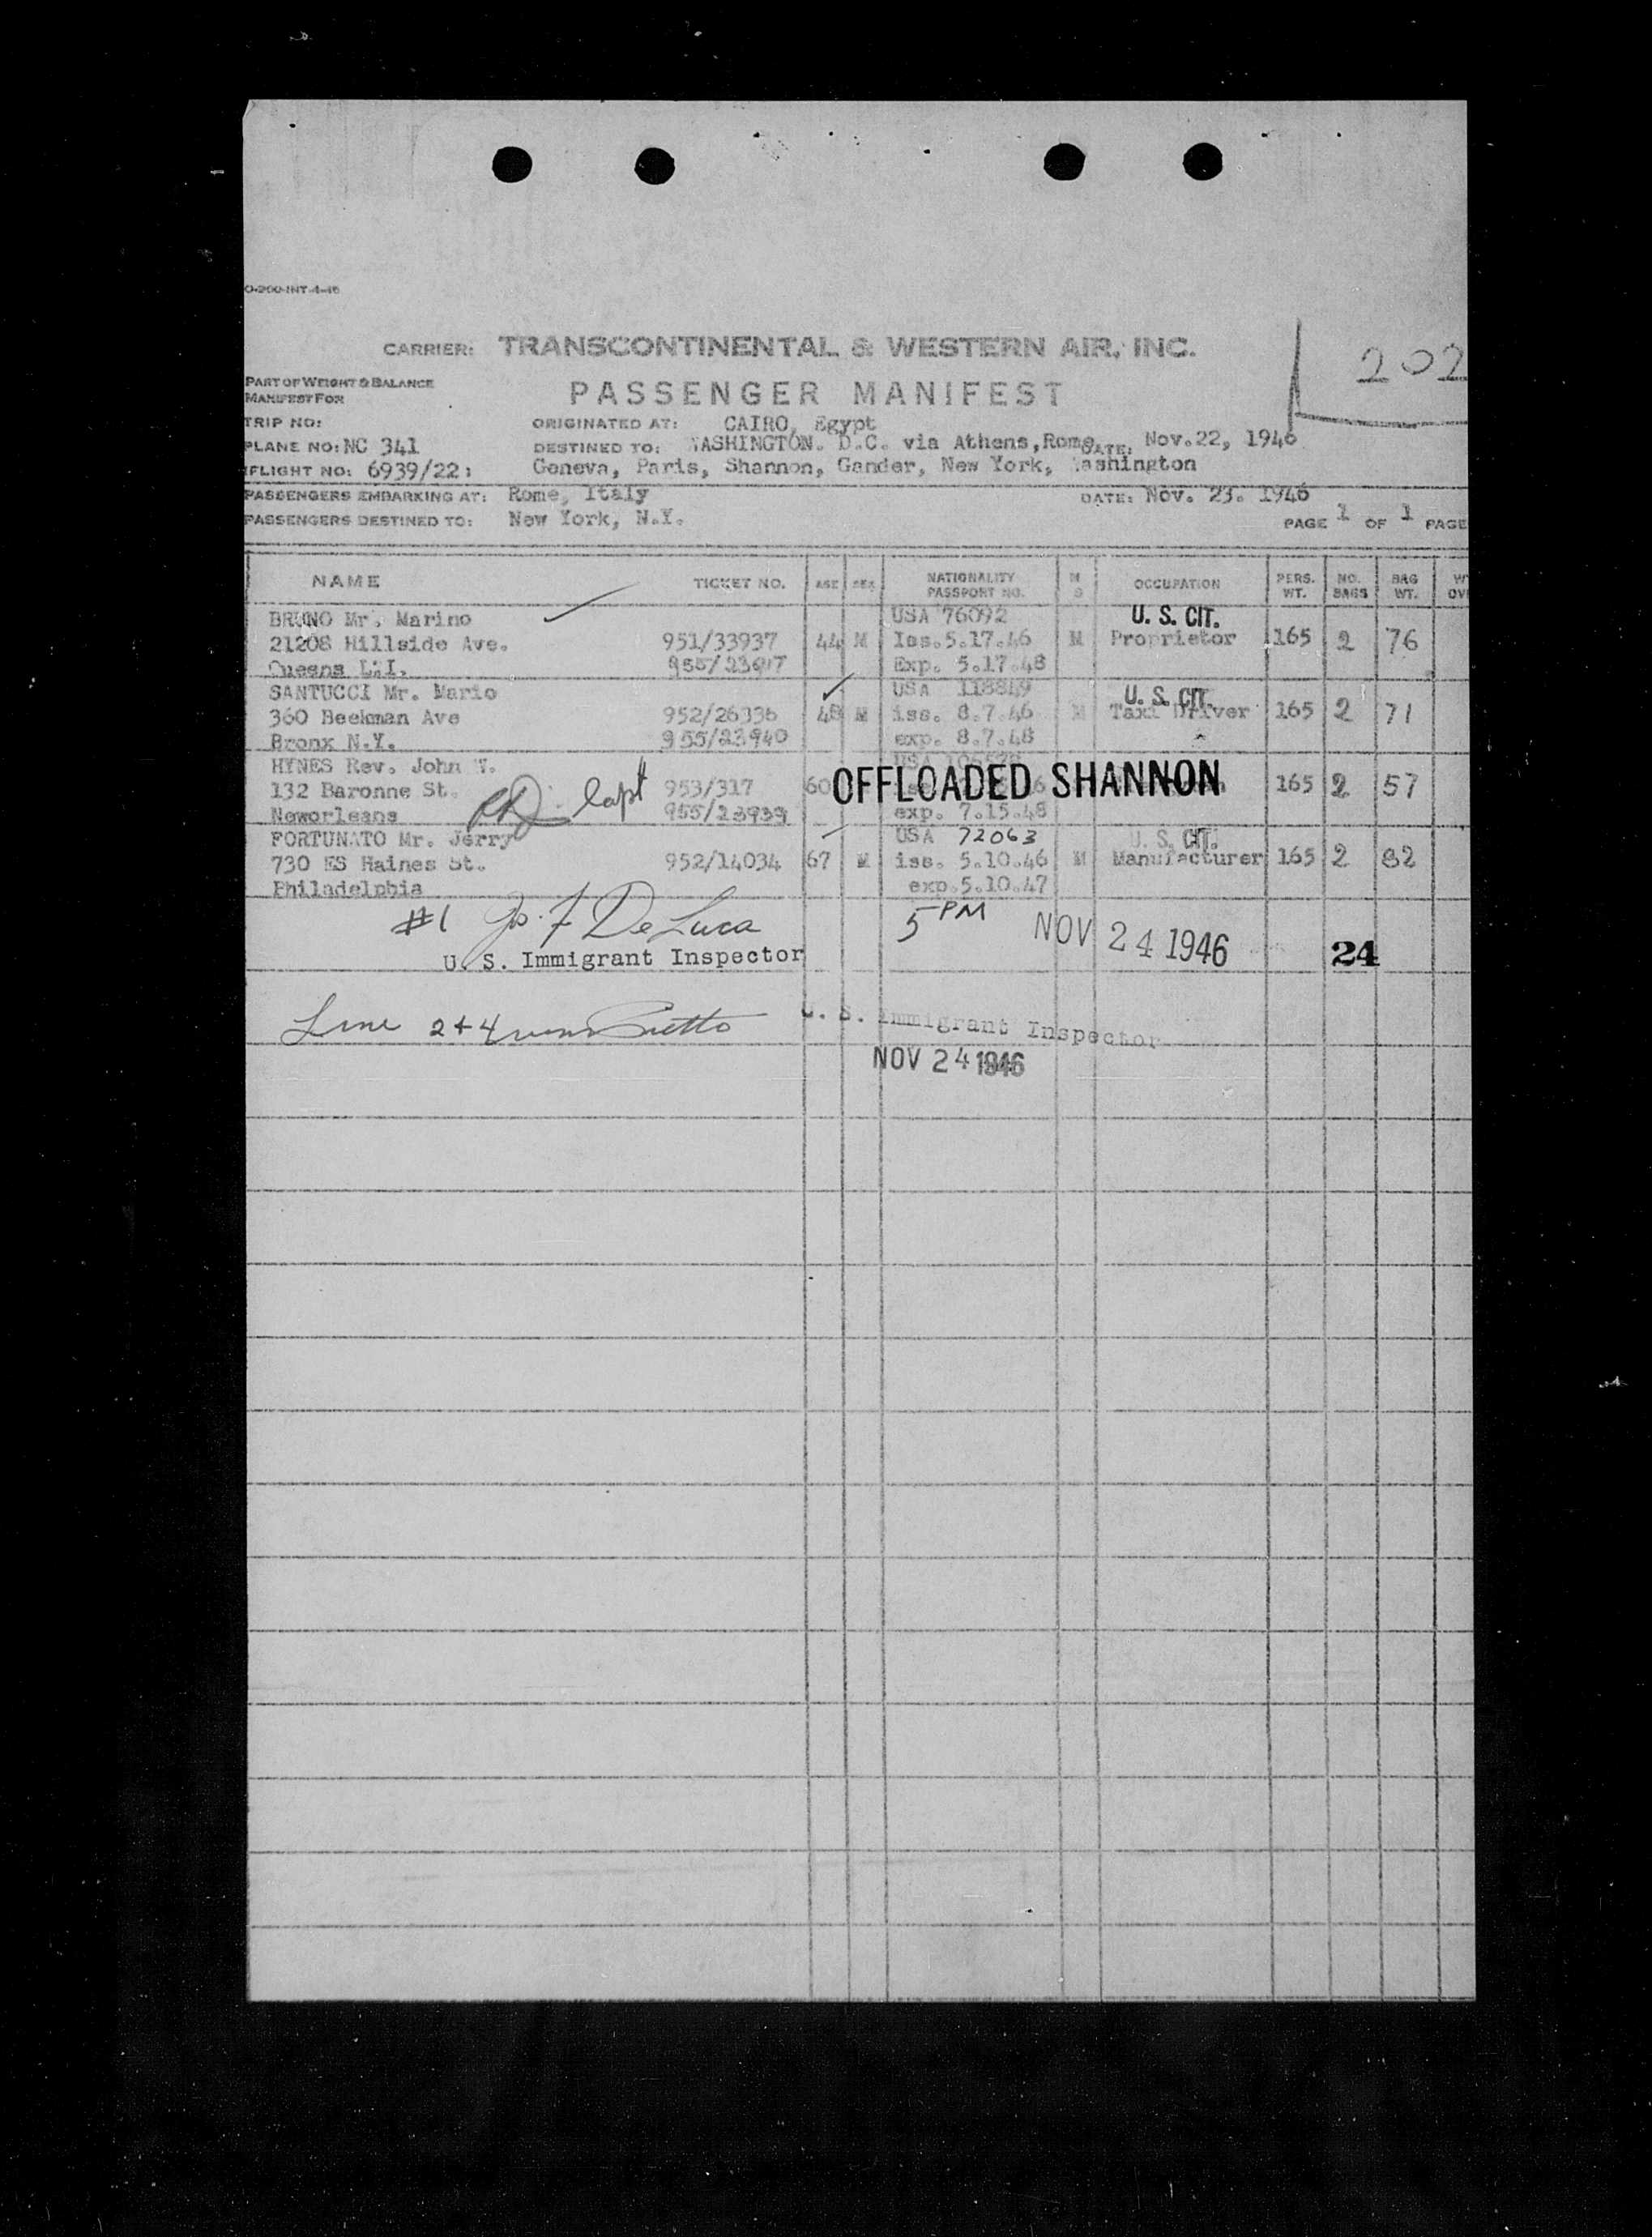 O-200-INT-4-46
CARRIER: TRANSCONTINENTAL & WESTERN AIR, INC.
202
PART OF WEIGHT & BALANCE
MANIFEST FOR
PASSENGER MANIFEST
TRIP NO: ORIGINATED AT: CAIRO, Egypt
PLANE NO: NC 341 DESTINED TO: WASHINGTON. D.C. via Athens, Rome, DATE: Nov.22, 1946
FLIGHT NO: 6939/22: Geneva, Paris, Shannon, Gander, New York, Washington
PASSENGERS EMBARKING AT: Rome, Italy DATE: Nov. 23. 1946
PASSENGERS DESTINED TO: New York, N.Y. PAGE 1 OF 1 PAGE
NAME TICKET NO. AGE SEX NATIONALITY PASSPORT NO. M S OCCUPATION PERS. WT. NO. BAGS BAG WT.
BRUNO Mr. Marino USA 76092 U. S. CIT.
21208 Hillside Ave. 951/33937 44 M Iss.5.17.46 M Proprietor 165 2 76
Queens L.I. Exp. 5.17.48
SANTUCCI Mr. Mario USA 118849 U. S. CIT.
360 Beekman Ave 952/26336 48 M iss. 8.7.46 M Taxi Driver 165 2 71
Bronx N.Y. 955/23940 exp. 8.7.48
HYNES Rev. John W.
132 Baronne St. 953/317 60 OFFLOADED SHANNON 165 2 57
Neworleans 955/23939 exp. 7.15.48
FORTUNATO Mr. Jerry USA 72063 U. S. CIT.
730 ES Haines St. 952/14034 67 M iss. 5.10.46 M Manufacturer 165 2 82
Philadelphia exp.5.10.47
#1 Jo. F DeLuca 5 PM NOV 24 1946 24
U. S. Immigrant Inspector
Line 2+4 U. S. Immigrant Inspector
NOV 24 1946